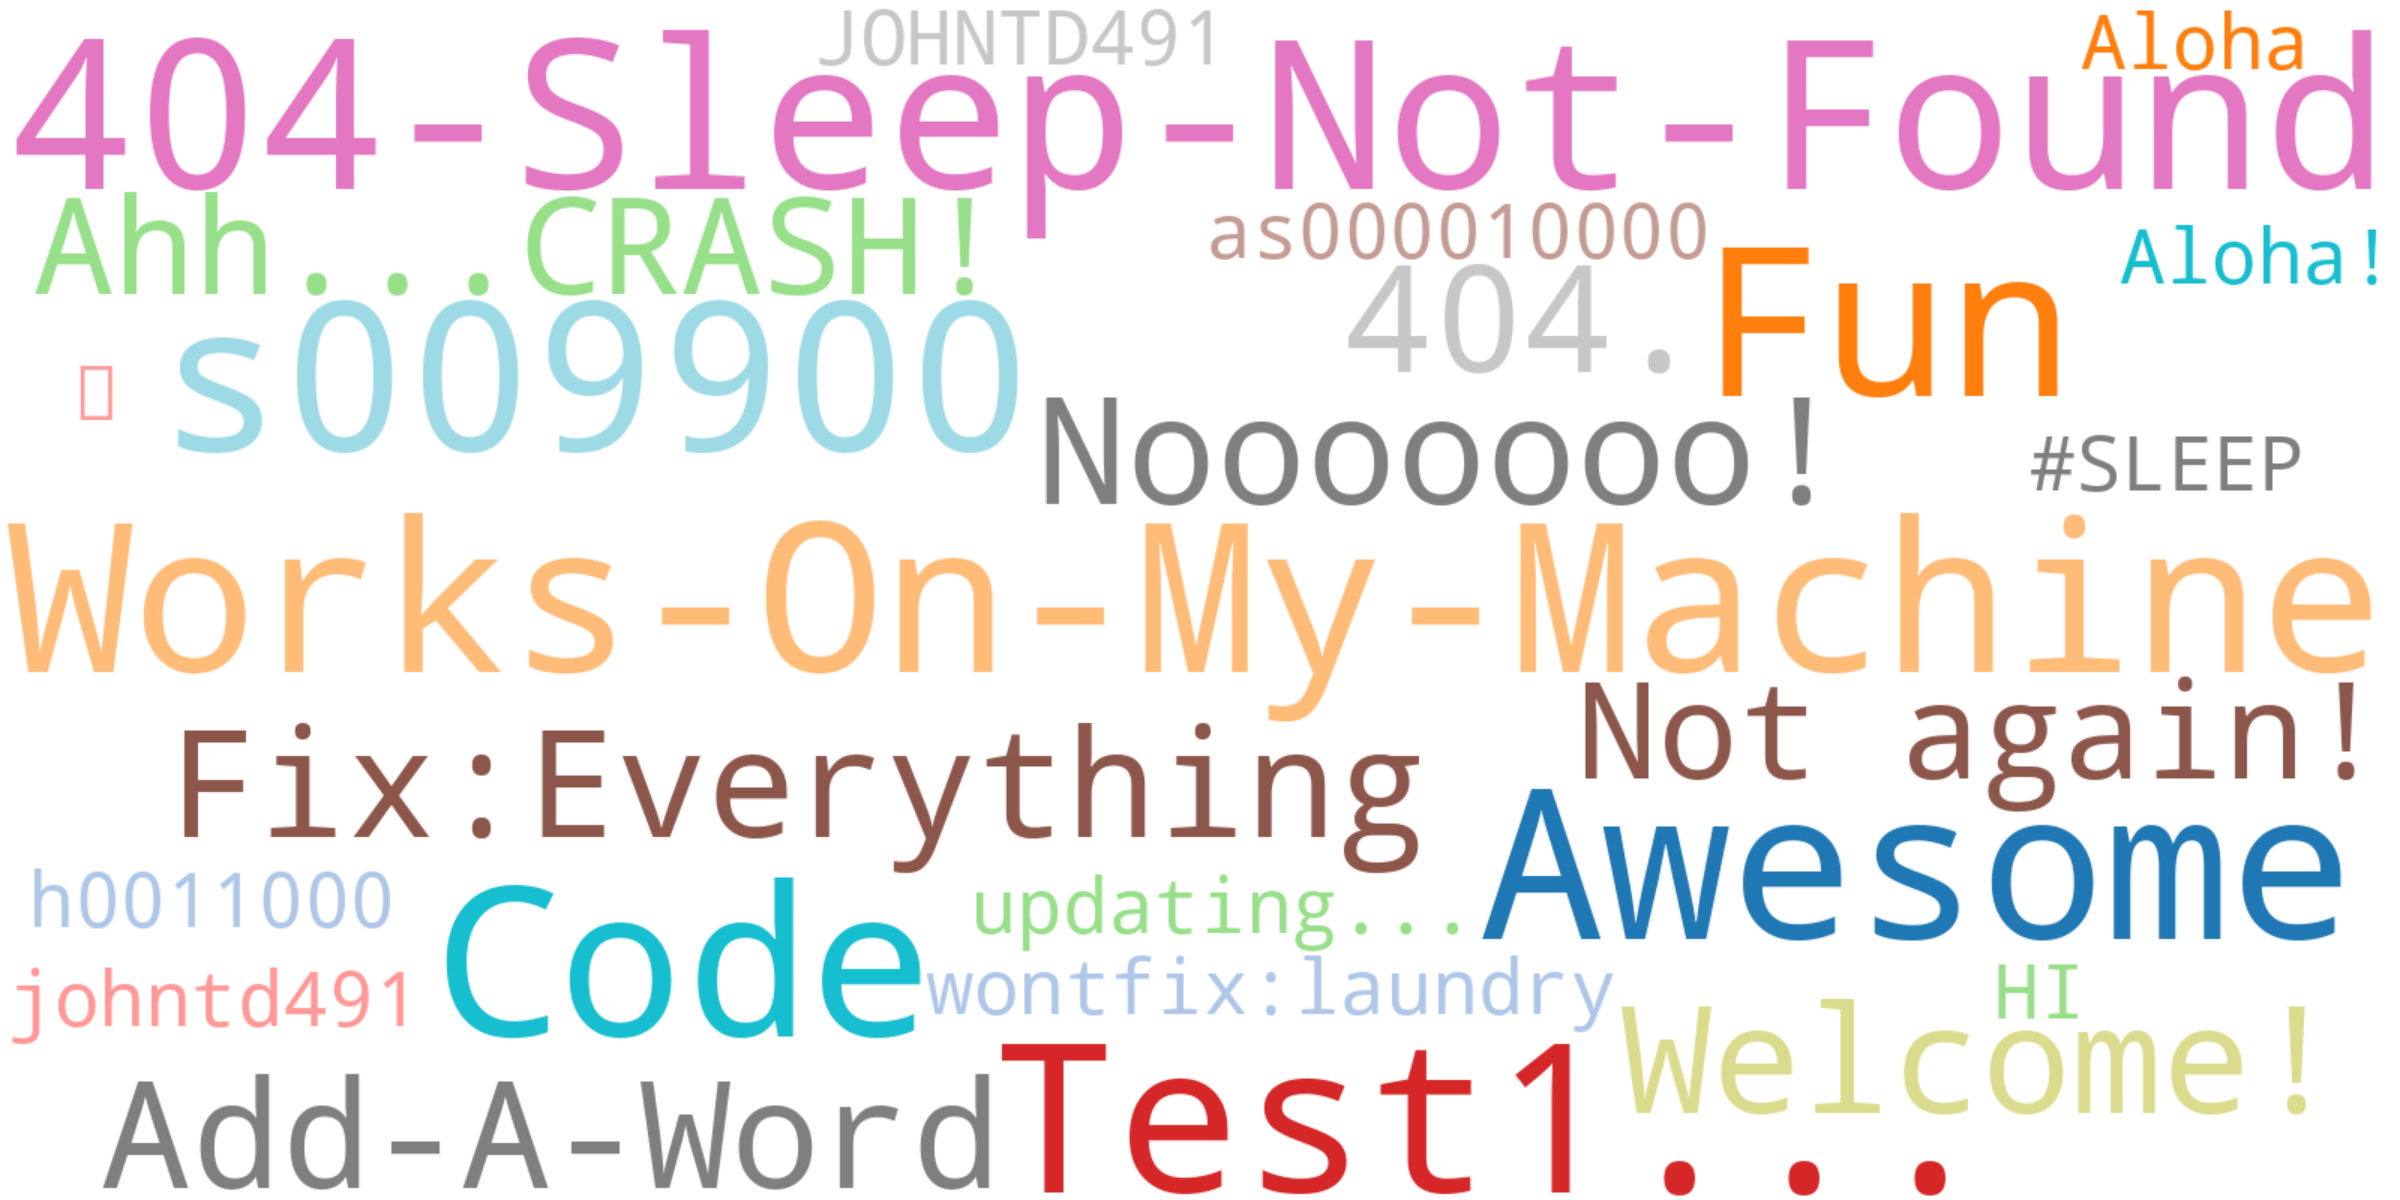 JOHNTD491
Aloha
404-Sleep-Not-Found
Ahh...CRASH!
as000010000
Aloha!
404.
Fun
s009900
Nooooooo!
#SLEEP
Works-On-My-Machine
Not again!
Fix:Everything
Awesome
h0011000
Code
updating...
wontfix:laundry
johntd491
HI
Welcome!
Add-A-Word
Test1...